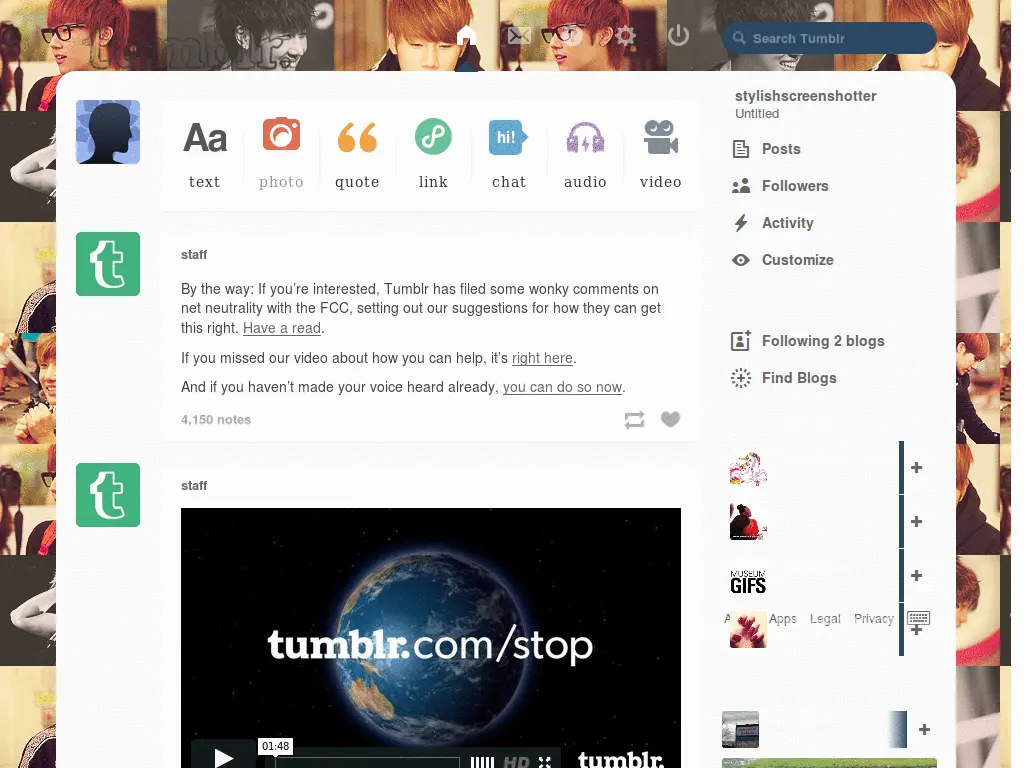 tumblr.
Search Tumblr
stylishscreenshotter
Untitled
Aa
hi!
text photo quote link chat audio video
Posts
Followers
Activity
Customize
Following 2 blogs
Find Blogs
t
staff
By the way: If you're interested, Tumblr has filed some wonky comments on
net neutrality with the FCC, setting out our suggestions for how they can get
this right. Have a read.
If you missed our video about how you can help, it's right here.
And if you haven't made your voice heard already, you can do so now.
4,150 notes
t
staff
tumblr.com/stop
01:48
HD
tumblr.
MUSEUM
GIFS
Apps Legal Privacy